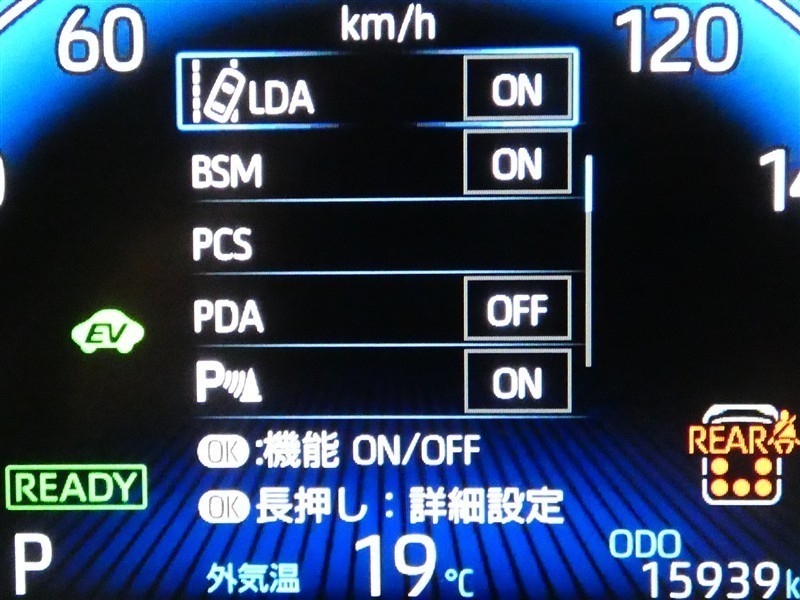 km/h
60
120
LDA ON
BSM ON
PCS
PDA OFF
P ON
EV
OK :機能 ON/OFF
REAR
READY
OK 長押し：詳細設定
P
外気温 19℃
ODO
15939k